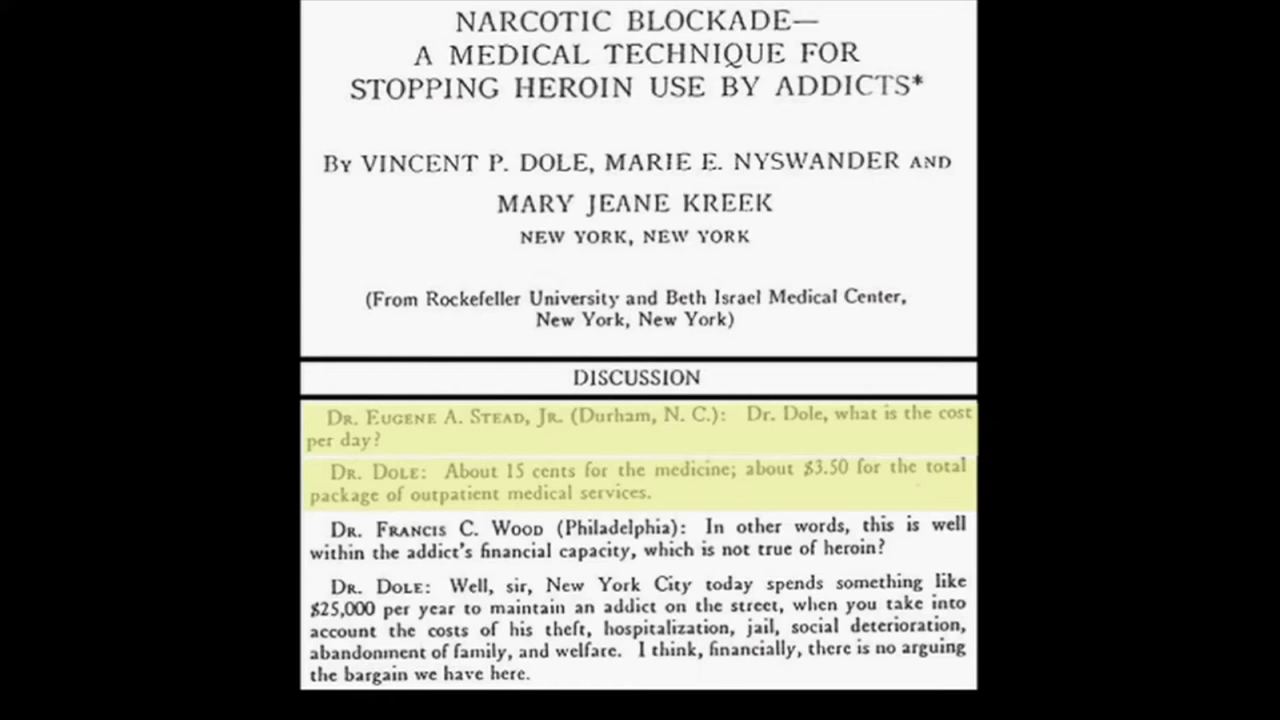 NARCOTIC BLOCKADE—
A MEDICAL TECHNIQUE FOR
STOPPING HEROIN USE BY ADDICTS*
By VINCENT P. DOLE, MARIE E. NYSWANDER AND
MARY JEANE KREEK
NEW YORK, NEW YORK
(From Rockefeller University and Beth Israel Medical Center,
New York, New York)
DISCUSSION
Dr. Eugene A. Stead, Jr. (Durham, N. C.): Dr. Dole, what is the cost
per day?
Dr. Dole: About 15 cents for the medicine; about $3.50 for the total
package of outpatient medical services.
Dr. Francis C. Wood (Philadelphia): In other words, this is well
within the addict's financial capacity, which is not true of heroin?
Dr. Dole: Well, sir, New York City today spends something like
$25,000 per year to maintain an addict on the street, when you take into
account the costs of his theft, hospitalization, jail, social deterioration,
abandonment of family, and welfare. I think, financially, there is no arguing
the bargain we have here.